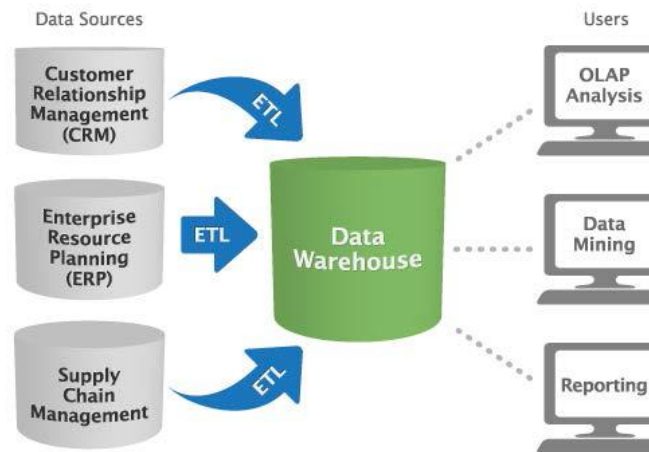 Data Sources
Users
Customer
Relationship
Management
(CRM)
ETL
OLAP
Analysis
Enterprise
Resource
Planning
(ERP)
ETL
Data
Warehouse
Data
Mining
Supply
Chain
Management
ETL
Reporting